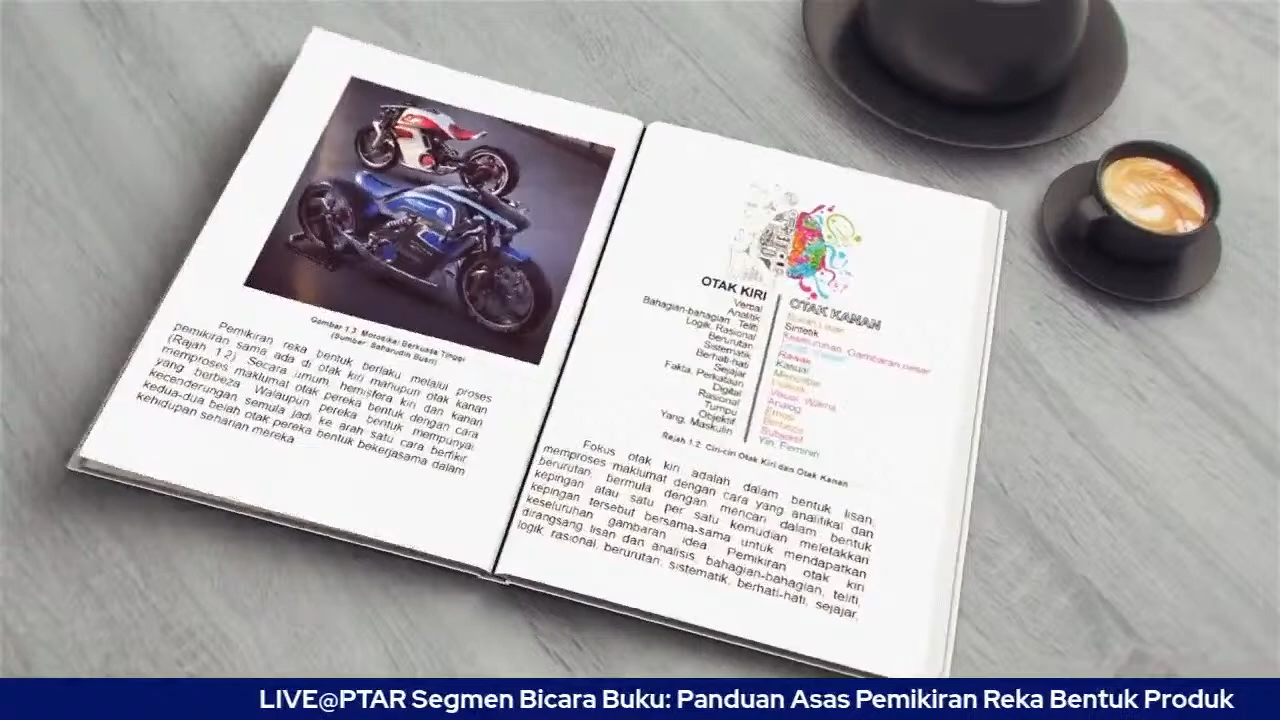 Gambar 1.3. Motosikal Berkuasa Tinggi
(Sumber: Baharudin Busri)
Pemikiran reka bentuk berlaku melalui proses
pemikiran sama ada di otak kiri mahupun otak kanan
(Rajah 1.2). Secara umum, hemisfera kiri dan kanan
memproses maklumat otak pereka bentuk dengan cara
yang berbeza. Walaupun pereka bentuk mempunyai
kecenderungan semula jadi ke arah satu cara berfikir,
kedua-dua belah otak pereka bentuk bekerjasama dalam
kehidupan seharian mereka
OTAK KIRI
Verbal
Analitik
Bahagian-bahagian Teliti
Logik, Rasional
Berurutan
Sistematik
Berhati-hati
Sejajar
Fakta, Perkataan
Digital
Rasional
Tumpu
Objektif
Yang, Maskulin
OTAK KANAN
Sintetik
Keseluruhan, Gambaran besar
Rawak
Kasual
Visual, Warna
Analog
Emosi
Subjektif
Yin, Feminin
Rajah 1.2. Ciri-ciri Otak Kiri dan Otak Kanan
Fokus otak kiri adalah dalam bentuk lisan,
memproses maklumat dengan cara yang analitikal dan
berurutan, bermula dengan mencari dalam bentuk
kepingan atau satu per satu kemudian meletakkan
kepingan tersebut bersama-sama untuk mendapatkan
keseluruhan gambaran idea. Pemikiran otak kiri
dirangsang lisan dan analisis, bahagian-bahagian, teliti,
logik, rasional, berurutan, sistematik, berhati-hati, sejajar,
LIVE@PTAR Segmen Bicara Buku: Panduan Asas Pemikiran Reka Bentuk Produk